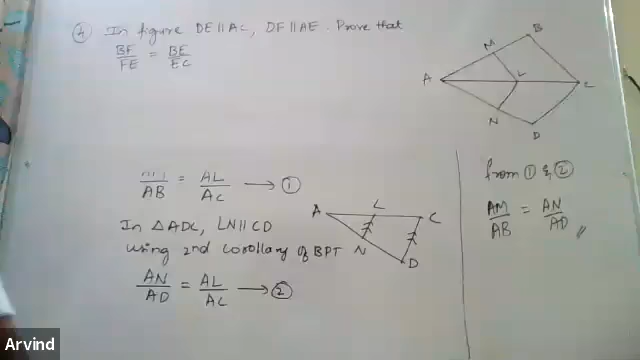 ④ In figure DE∥AC, DF∥AE. Prove that
BF/FE = BE/EC
A
M
B
L
C
N
D
/AB = AL/AC → ①
In △ADC, LN∥CD
using 2nd corollary of BPT
AN/AD = AL/AC → ②
A
L
C
N
D
from ① & ②
AM/AB = AN/AD //
Arvind